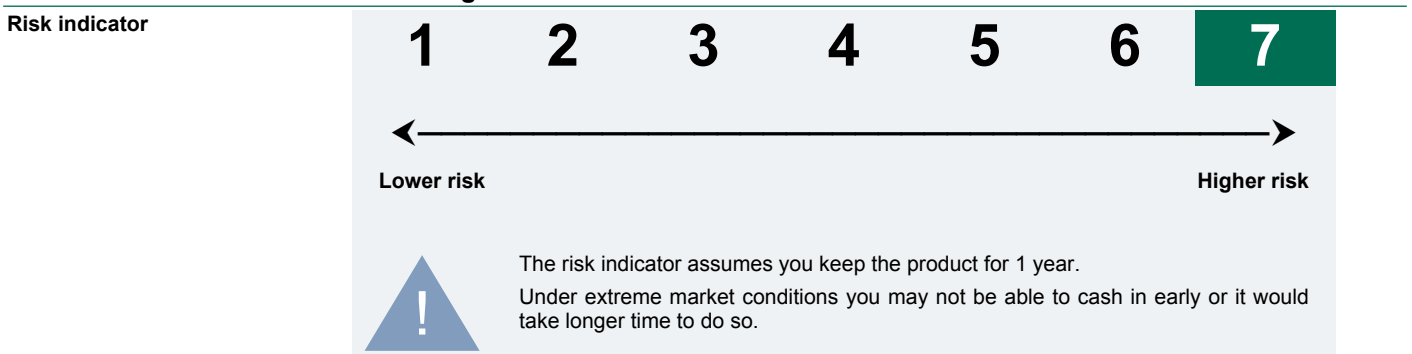 Risk indicator
1 2 3 4 5 6 7
Lower risk Higher risk
!
The risk indicator assumes you keep the product for 1 year.
Under extreme market conditions you may not be able to cash in early or it would
take longer time to do so.